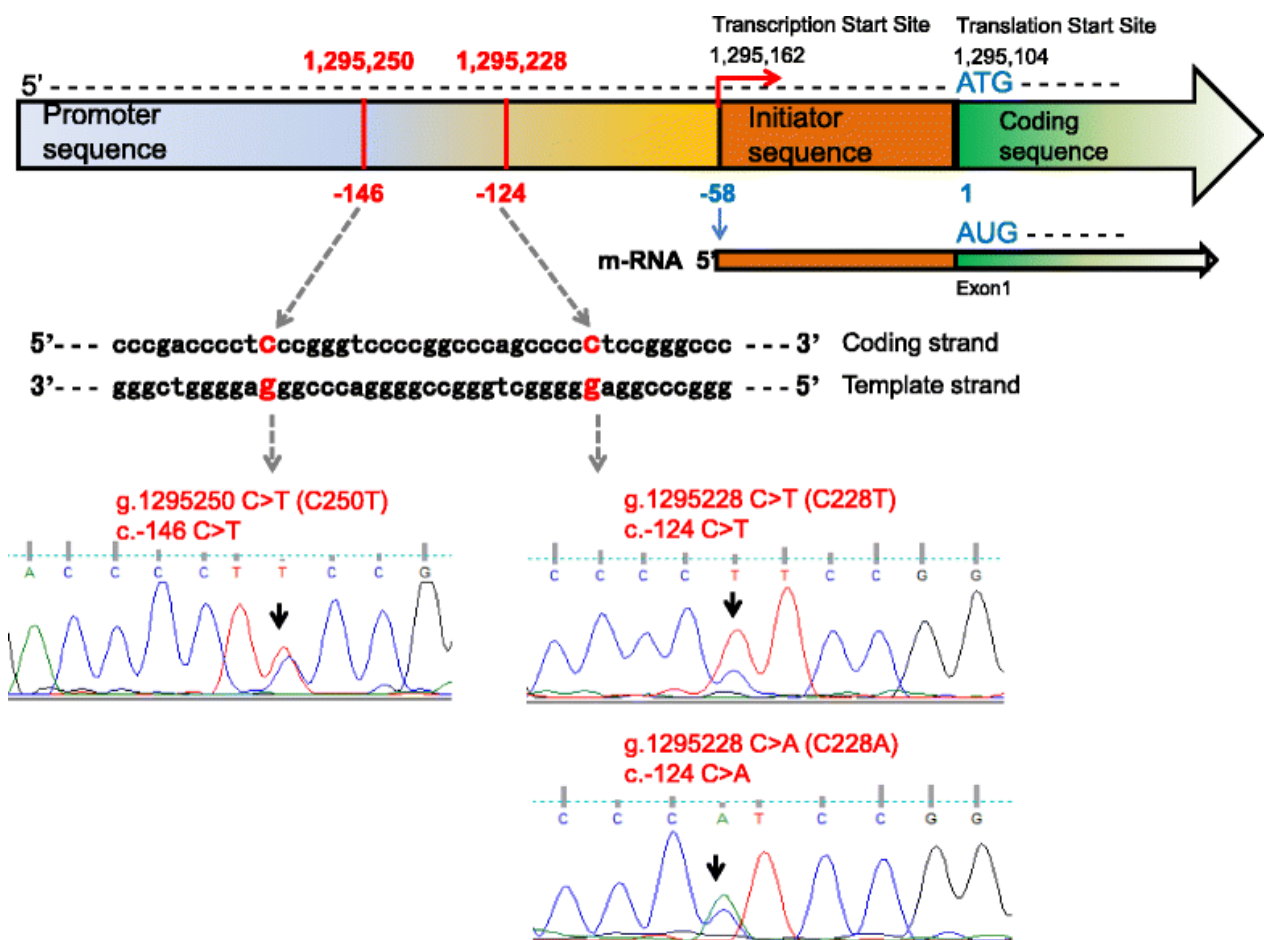 Transcription Start Site Translation Start Site
1,295,250 1,295,228 1,295,162 1,295,104
5' ATG
Promoter sequence
Initiator sequence
Coding sequence
-146 -124 -58 1
AUG
m-RNA 5'
Exon1
5’--- cccgacccctcccgggtccccggcccagccccctccgggccc ---3’ Coding strand
3’--- gggctggggagggcccaggggccgggtcgggggaggcccggg ---5’ Template strand
g.1295250 C>T (C250T)
c.-146 C>T
A C C C C T T C C G
g.1295228 C>T (C228T)
c.-124 C>T
C C C C T T C C G G
g.1295228 C>A (C228A)
c.-124 C>A
C C C A T C C G G